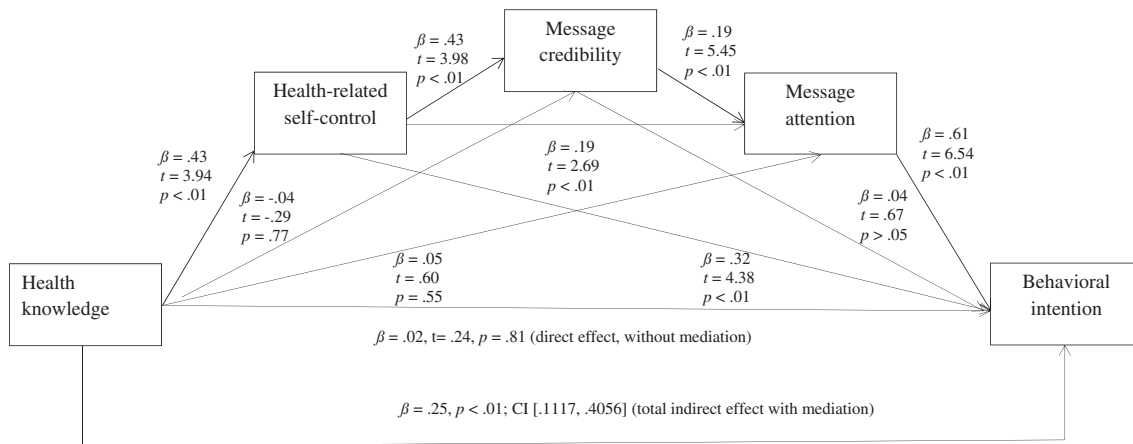 Message
credibility
β = .43
t = 3.98
p < .01
β = .19
t = 5.45
p < .01
Health-related
self-control
Message
attention
β = .43
t = 3.94
p < .01
β = .19
t = 2.69
p < .01
β = .61
t = 6.54
p < .01
β = -.04
t = -.29
p = .77
β = .04
t = .67
p > .05
Health
knowledge
β = .05
t = .60
p = .55
β = .32
t = 4.38
p < .01
Behavioral
intention
β = .02, t= .24, p = .81 (direct effect, without mediation)
β = .25, p < .01; CI [.1117, .4056] (total indirect effect with mediation)